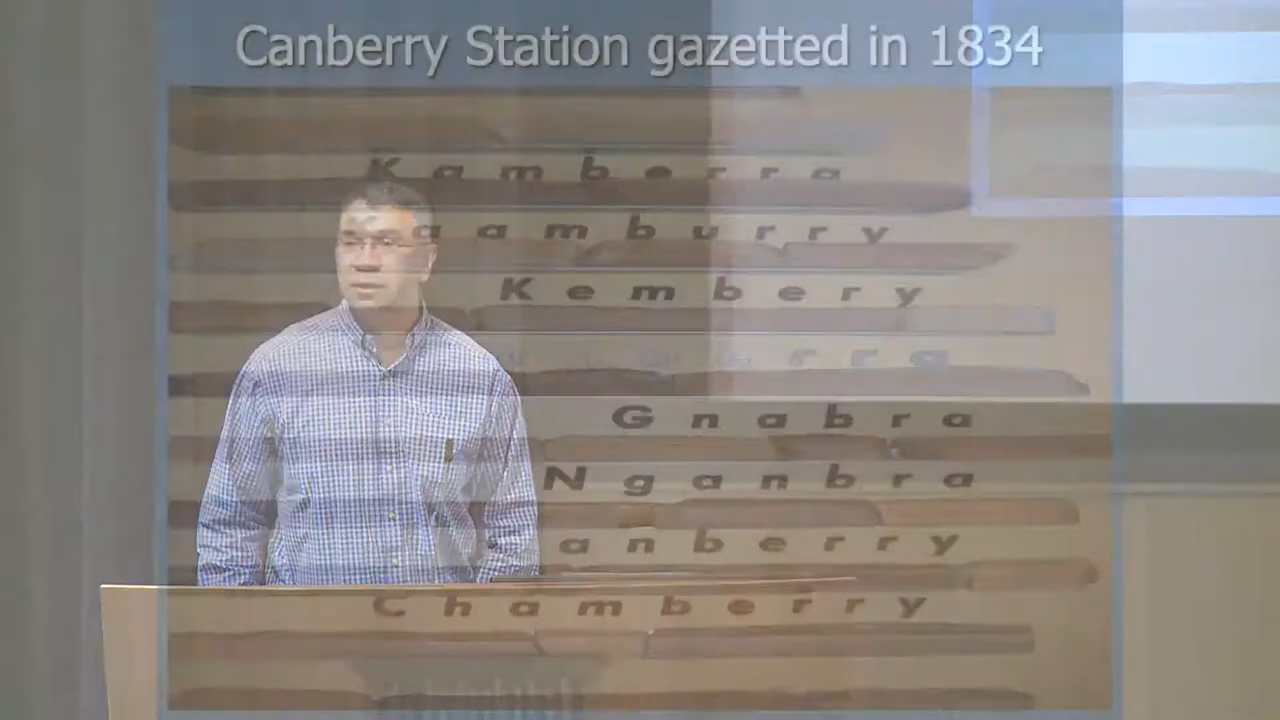 Canberry Station gazetted in 1834
Kamberra
Kembery
Gnabra
Nganbra
Chamberry